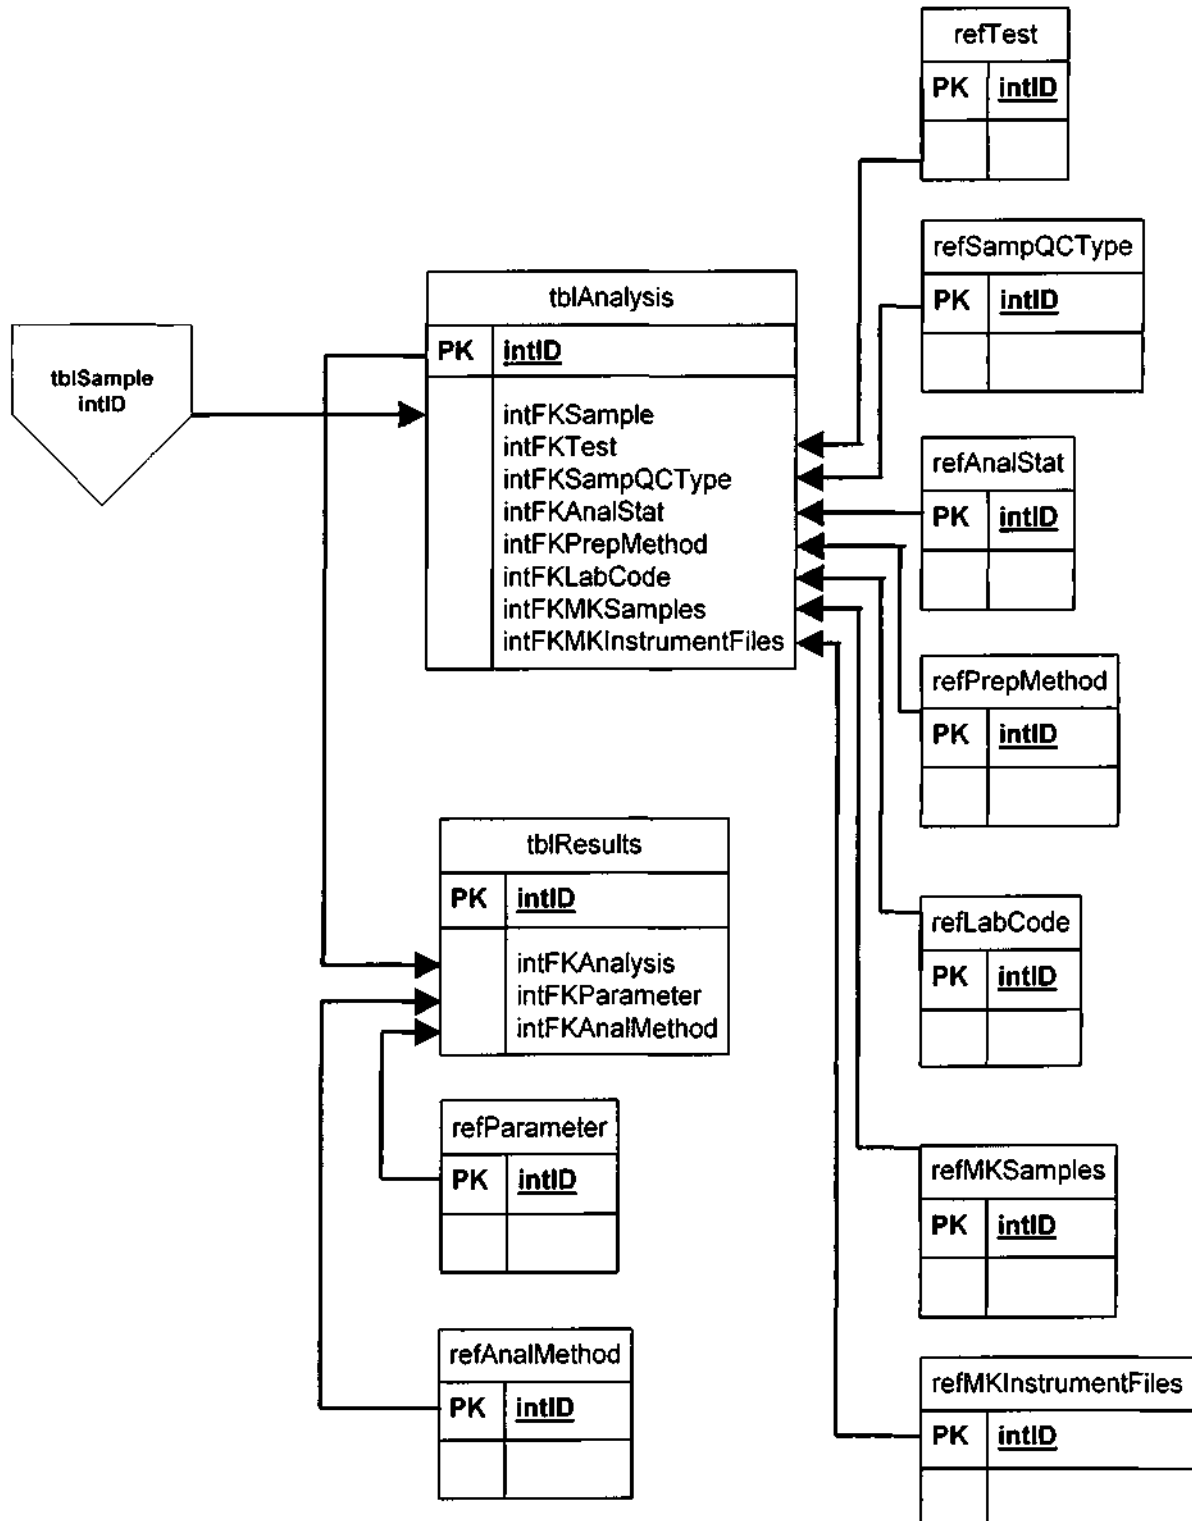 refTest
PK intID
refSampQCType
PK intID
tblAnalysis
PK intID
intFKSample
intFKTest
intFKSampQCType
intFKAnalStat
intFKPrepMethod
intFKLabCode
intFKMKSamples
intFKMKInstrumentFiles
tblSample
intID
refAnalStat
PK intID
refPrepMethod
PK intID
tblResults
PK intID
intFKAnalysis
intFKParameter
intFKAnalMethod
refLabCode
PK intID
refParameter
PK intID
refMKSamples
PK intID
refAnalMethod
PK intID
refMKInstrumentFiles
PK intID